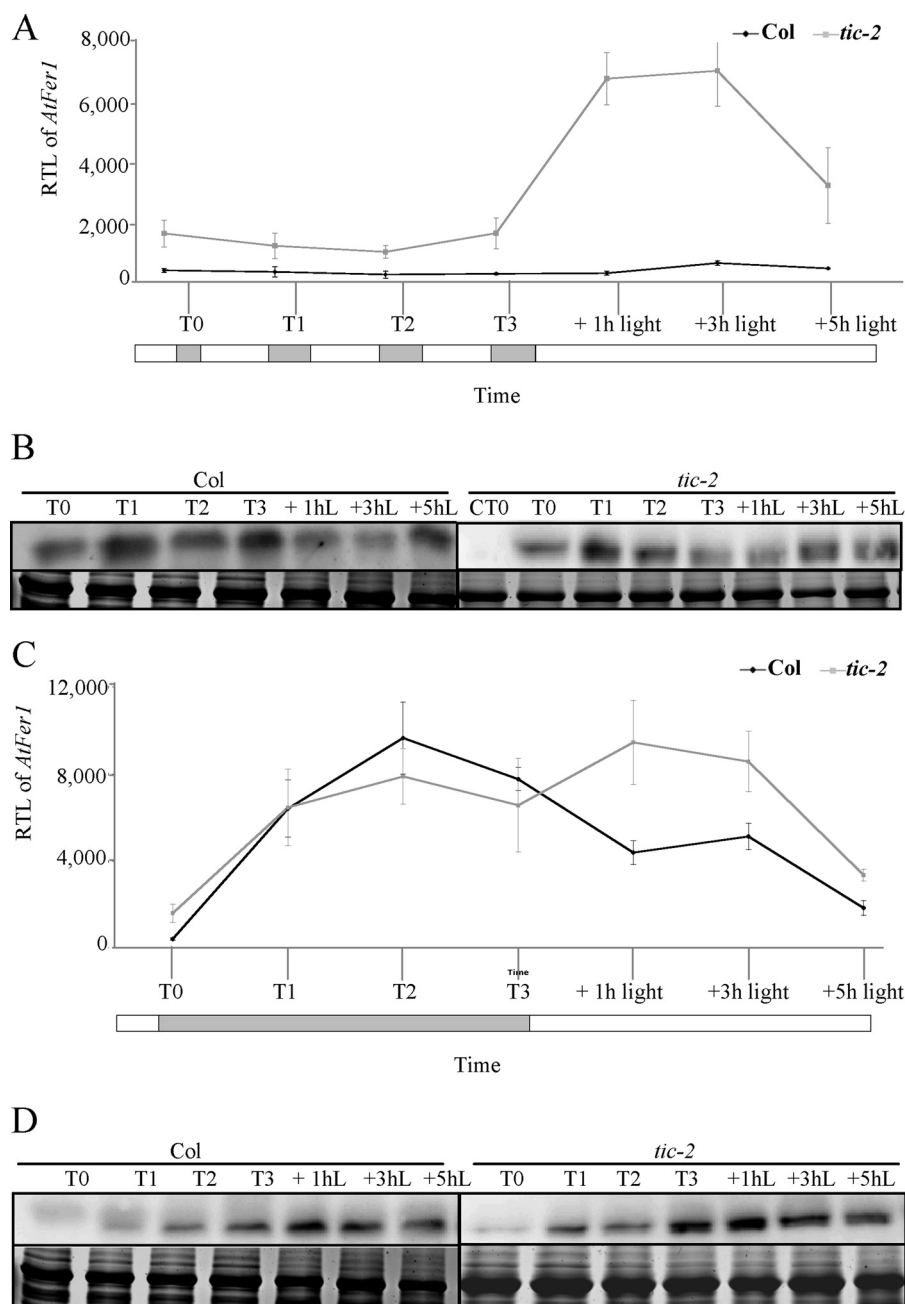 A
8,000
6,000
4,000
2,000
0
RTL of AtFer1
Col tic-2
T0 T1 T2 T3 + 1h light +3h light +5h light
Time
B
Col tic-2
T0 T1 T2 T3 + 1hL +3hL +5hL CT0 T0 T1 T2 T3 +1hL +3hL +5hL
C
12,000
8,000
4,000
0
RTL of AtFer1
Col tic-2
Time
T0 T1 T2 T3 + 1h light +3h light +5h light
Time
D
Col tic-2
T0 T1 T2 T3 + 1hL +3hL +5hL T0 T1 T2 T3 +1hL +3hL +5hL